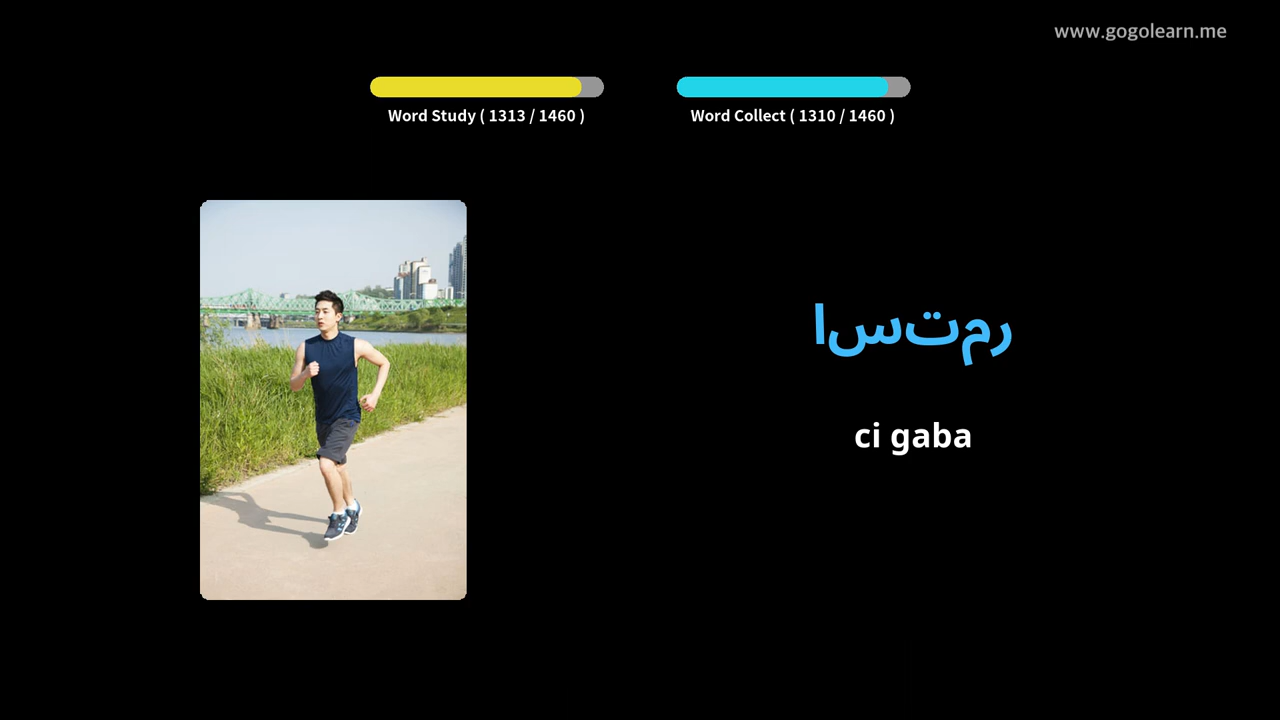 www.gogolearn.me
Word Study ( 1313 / 1460 )
Word Collect ( 1310 / 1460 )
استمر
ci gaba